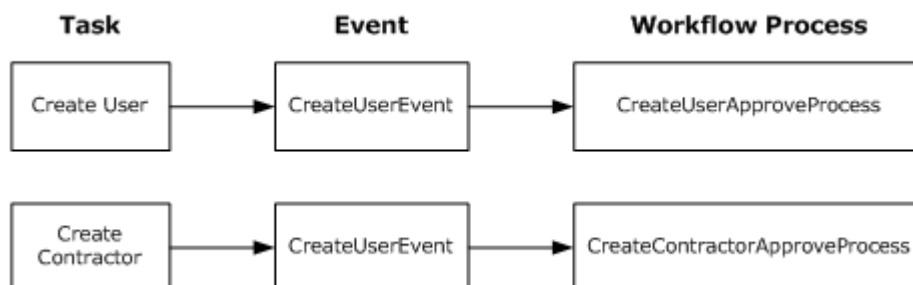 Task Event Workflow Process
Create User CreateUserEvent CreateUserApproveProcess
Create
Contractor CreateUserEvent CreateContractorApproveProcess